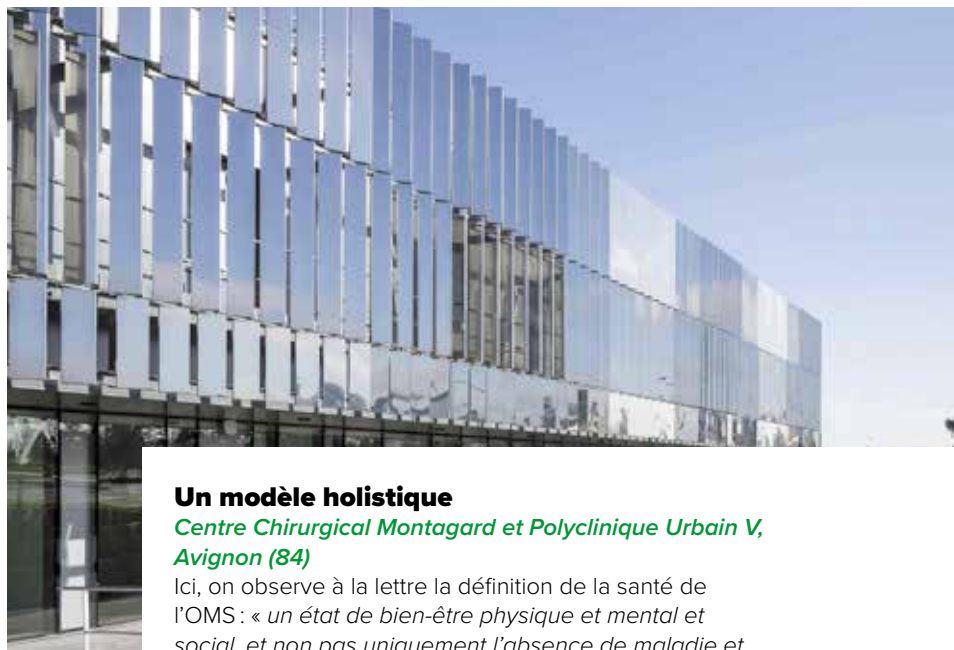 Un modèle holistique
Centre Chirurgical Montagard et Polyclinique Urbain V,
Avignon (84)
Ici, on observe à la lettre la définition de la santé de
l'OMS : « un état de bien-être physique et mental et
social, et non pas uniquement l'absence de maladie et